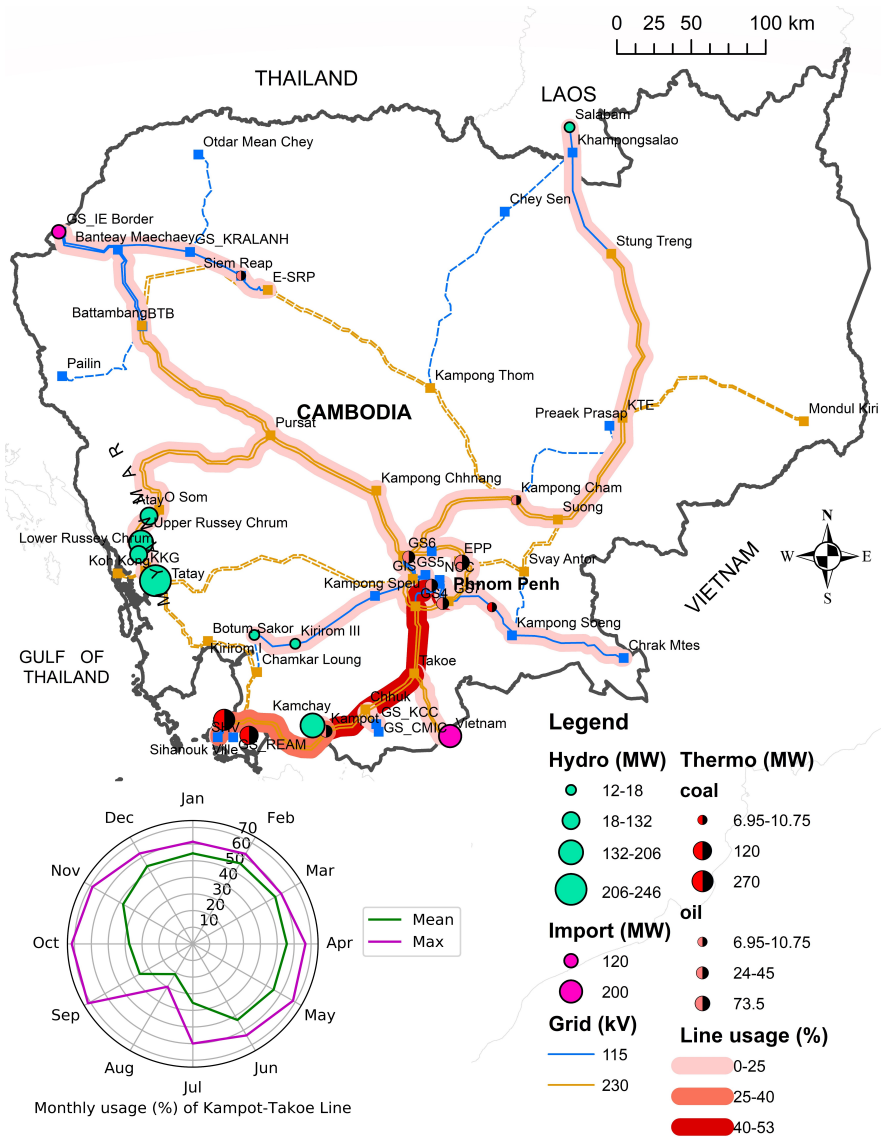 0 25 50 100 km
THAILAND
LAOS
Salabam
Khampongsalao
Otdar Mean Chey
Chey Sen
GS_IE Border
Banteay Maechaey
GS_KRALANH
Stung Treng
Siem Reap
E-SRP
Battambang
BTB
Pailin
Kampong Thom
CAMBODIA
Preaek Prasap
KTE
Mondul Kiri
Pursat
MYANMAR
Kampong Chhnang
Kampong Cham
Suong
Atay
O Som
Upper Russey Chrum
Lower Russey Chrum
KKG
Koh Kong
Tatay
GS6
EPP
GS5
NCC
Svay Antor
Phnom Penh
Kampong Speu
GS4
GS7
N
W
E
S
VIETNAM
Kampong Soeng
Botum Sakor
Kirirom III
Kirirom I
Chrak Mtes
GULF OF
THAILAND
Chamkar Loung
Takoe
Chhuk
Kamchay
Kampot
GS_KCC
GS_CMIC
Vietnam
SHV
Sihanouk Ville
GS_REAM
Legend
Hydro (MW)
12-18
18-132
132-206
206-246
Import (MW)
120
200
Grid (kV)
115
230
Thermo (MW)
coal
6.95-10.75
120
270
oil
6.95-10.75
24-45
73.5
Line usage (%)
0-25
25-40
40-53
Jan
Feb
Mar
Apr
May
Jun
Jul
Aug
Sep
Oct
Nov
Dec
70
60
50
40
30
20
10
Mean
Max
Monthly usage (%) of Kampot-Takoe Line